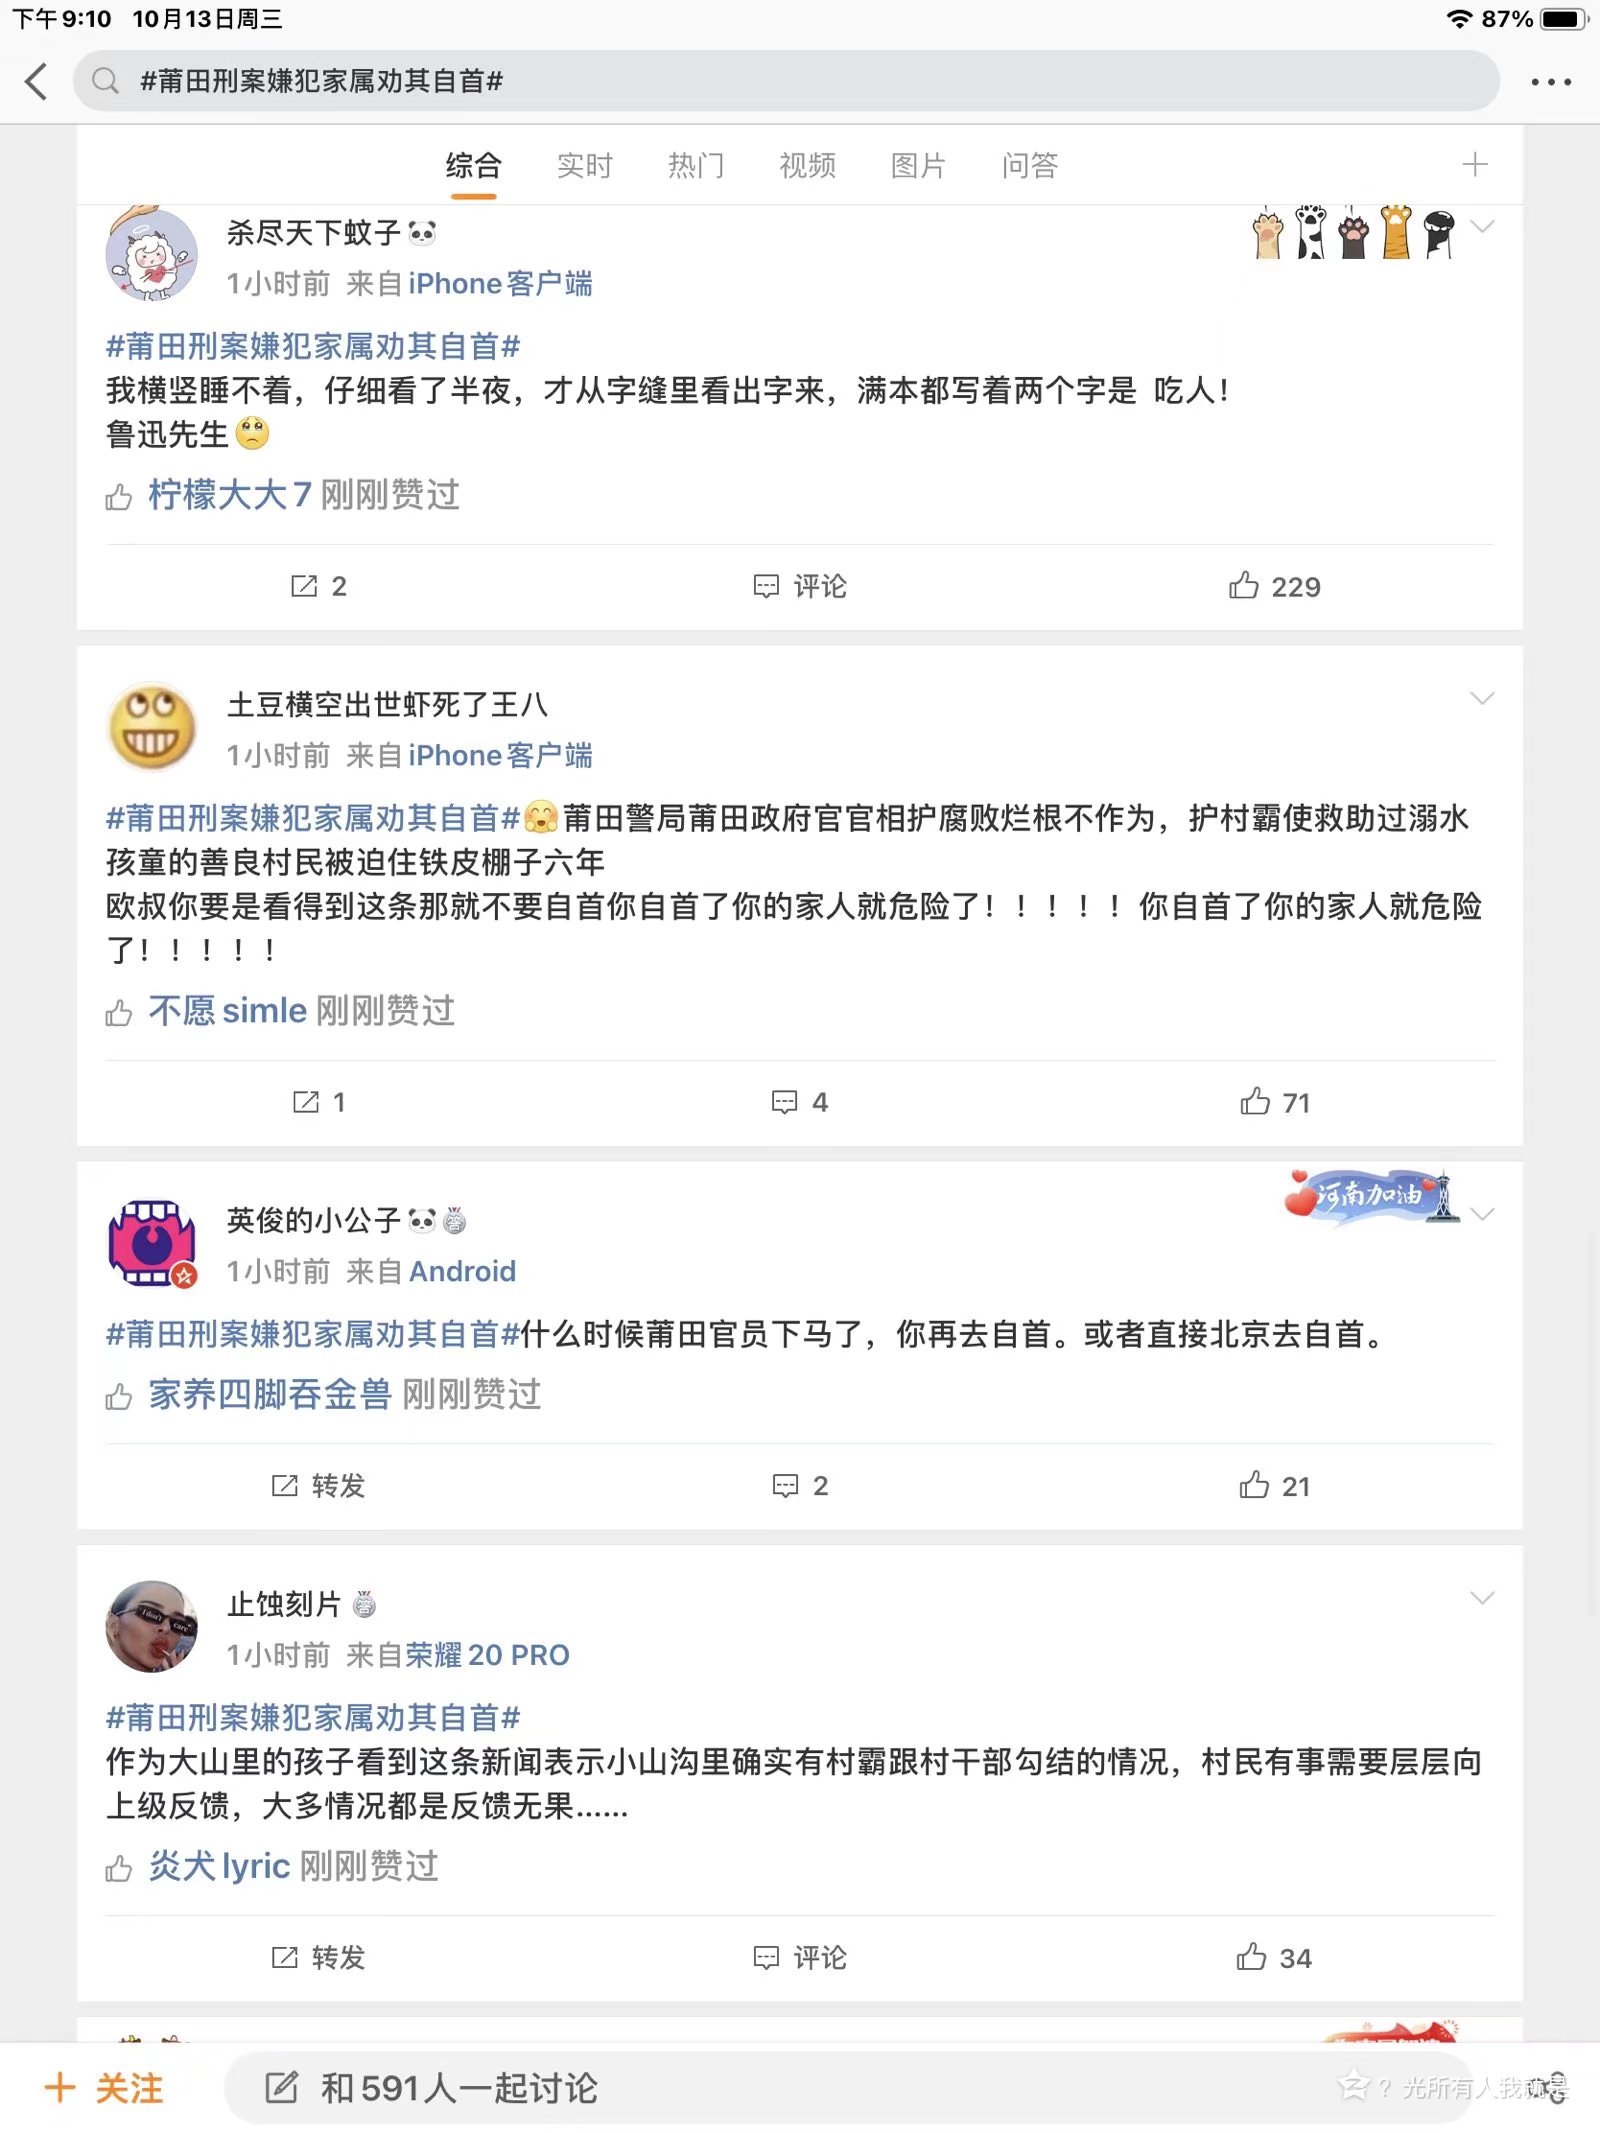 下午9:10 10月13日周三 87%
#莆田刑案嫌犯家属劝其自首#
综合 实时 热门 视频 图片 问答
杀尽天下蚊子
1小时前 来自iPhone客户端
#莆田刑案嫌犯家属劝其自首#
我横竖睡不着，仔细看了半夜，才从字缝里看出字来，满本都写着两个字是 吃人！
鲁迅先生
柠檬大大7 刚刚赞过
2 评论 229
土豆横空出世虾死了王八
1小时前 来自iPhone客户端
#莆田刑案嫌犯家属劝其自首#莆田警局莆田政府官官相护腐败烂根不作为，护村霸使救助过溺水
孩童的善良村民被迫住铁皮棚子六年
欧叔你要是看得到这条那就不要自首你自首了你的家人就危险了！！！！！你自首了你的家人就危险
了！！！！！
不愿simle 刚刚赞过
1 4 71
河南加油
英俊的小公子
1小时前 来自Android
#莆田刑案嫌犯家属劝其自首#什么时候莆田官员下马了，你再去自首。或者直接北京去自首。
家养四脚吞金兽 刚刚赞过
转发 2 21
止蚀刻片
1小时前 来自荣耀20 PRO
#莆田刑案嫌犯家属劝其自首#
作为大山里的孩子看到这条新闻表示小山沟里确实有村霸跟村干部勾结的情况，村民有事需要层层向
上级反馈，大多情况都是反馈无果......
炎犬lyric 刚刚赞过
转发 评论 34
+ 关注 和591人一起讨论 ？光所有人我就是